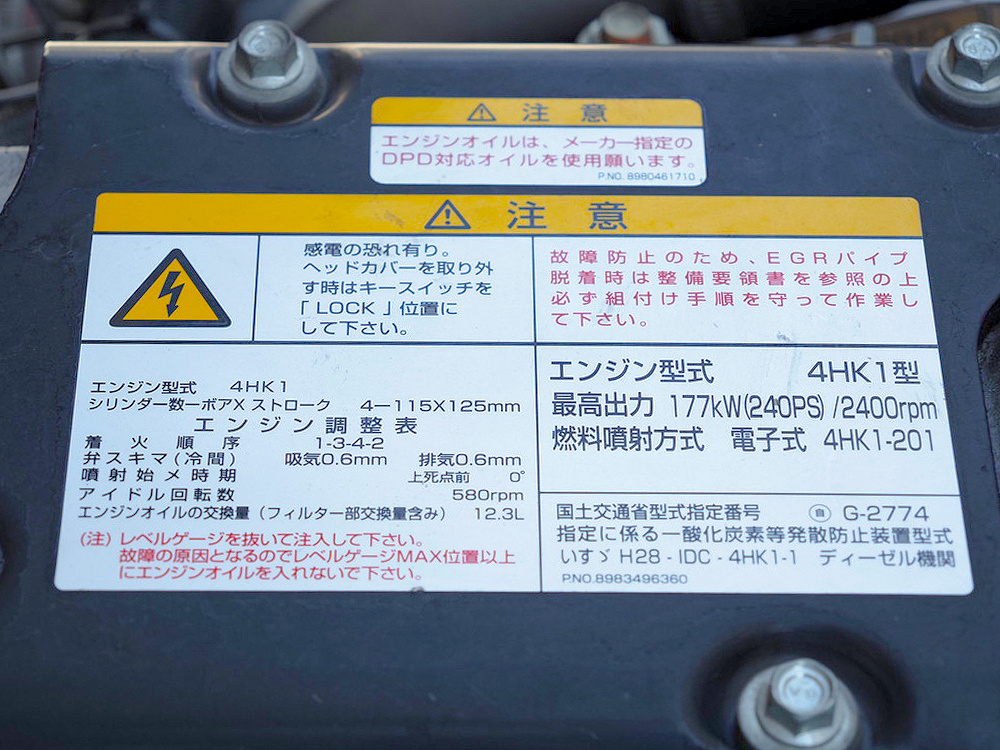 注意
エンジンオイルは、メーカー指定の
DPD対応オイルを使用願います。
P.NO. 8980461710
注意
感電の恐れ有り。
ヘッドカバーを取り外
す時はキースイッチを
「 LOCK 」位置に
して下さい。
故障防止のため、EGRパイプ
脱着時は整備要領書を参照の上
必ず組付け手順を守って作業し
て下さい。
エンジン型式 4HK1
シリンダー数ーボアX ストローク 4ー115X125mm
エンジン調整表
着火順序 1-3-4-2
弁スキマ(冷間) 吸気0.6mm 排気0.6mm
噴射始メ時期 上死点前 0°
アイドル回転数 580rpm
エンジンオイルの交換量（フィルター部交換量含み） 12.3L
(注) レベルゲージを抜いて注入して下さい。
故障の原因となるのでレベルゲージMAX位置以上
にエンジンオイルを入れないで下さい。
エンジン型式 4HK1型
最高出力 177kW(240PS) /2400rpm
燃料噴射方式 電子式 4HK1-201
国土交通省型式指定番号 自 G-2774
指定に係る一酸化炭素等発散防止装置型式
いすゞ H28 - IDC - 4HK1-1 ディーゼル機関
P.NO.8983496360